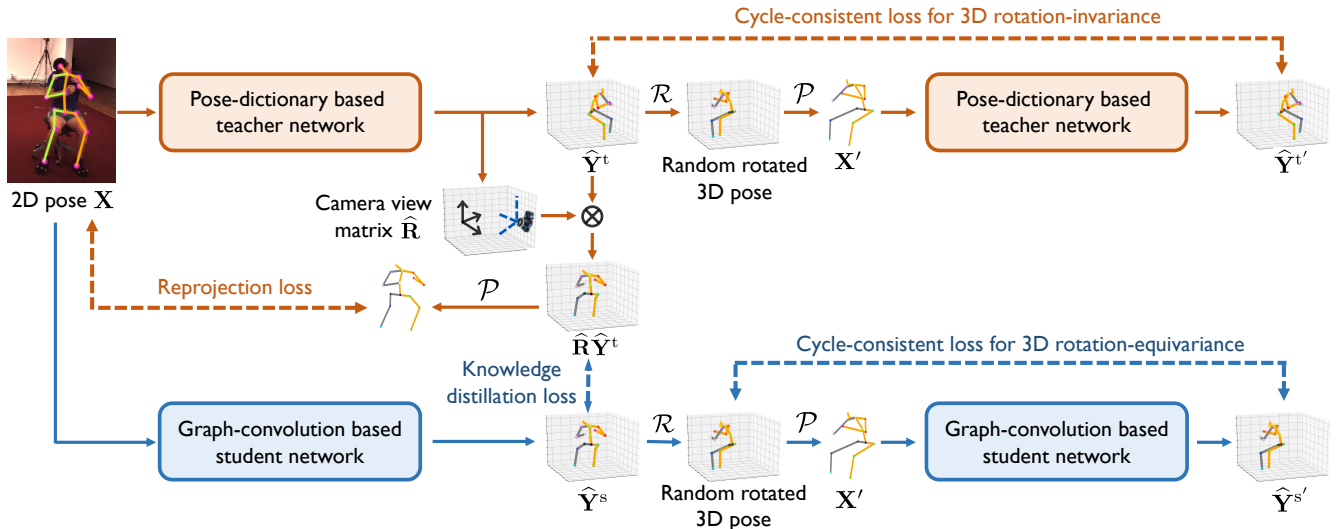 Cycle-consistent loss for 3D rotation-invariance
Pose-dictionary based
teacher network
ℛ
𝒫
Pose-dictionary based
teacher network
2D pose X
Ŷᵗ
Random rotated
3D pose
X′
Ŷᵗ′
Camera view
matrix R̂
⊗
Reprojection loss
𝒫
R̂Ŷᵗ
Cycle-consistent loss for 3D rotation-equivariance
Knowledge
distillation loss
Graph-convolution based
student network
ℛ
𝒫
Graph-convolution based
student network
Ŷˢ
Random rotated
3D pose
X′
Ŷˢ′